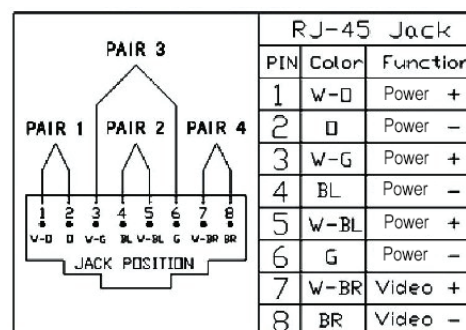 PAIR 3
PAIR 1 PAIR 2 PAIR 4
1 2 3 4 5 6 7 8
W-O O W-G BL W-BL G W-BR BR
JACK POSITION
RJ-45 Jack
PIN Color Function
1 W-O Power +
2 O Power -
3 W-G Power +
4 BL Power -
5 W-BL Power +
6 G Power -
7 W-BR Video +
8 BR Video -